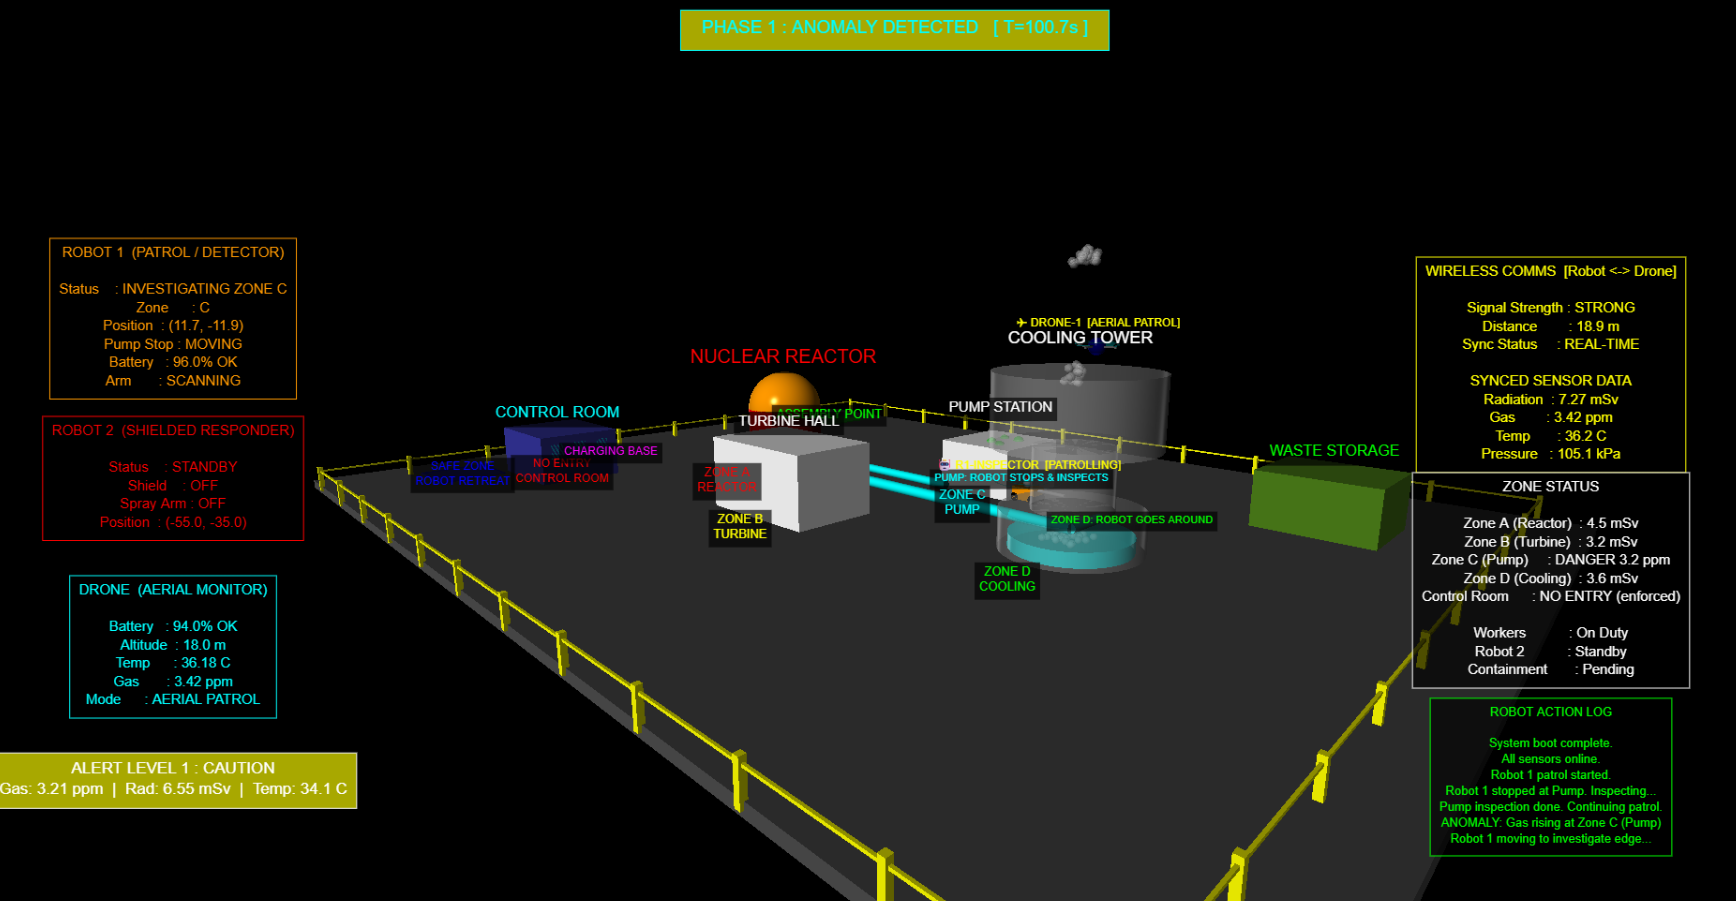 PHASE 1 : ANOMALY DETECTED [ T=100.7s ]
ROBOT 1 (PATROL / DETECTOR)
Status : INVESTIGATING ZONE C
Zone : C
Position : (11.7, -11.9)
Pump Stop : MOVING
Battery : 96.0% OK
Arm : SCANNING
ROBOT 2 (SHIELDED RESPONDER)
Status : STANDBY
Shield : OFF
Spray Arm : OFF
Position : (-55.0, -35.0)
DRONE (AERIAL MONITOR)
Battery : 94.0% OK
Altitude : 18.0 m
Temp : 36.18 C
Gas : 3.42 ppm
Mode : AERIAL PATROL
ALERT LEVEL 1 : CAUTION
Gas: 3.21 ppm | Rad: 6.55 mSv | Temp: 34.1 C
DRONE-1 [AERIAL PATROL]
COOLING TOWER
NUCLEAR REACTOR
CONTROL ROOM
ASSEMBLY POINT
TURBINE HALL
PUMP STATION
CHARGING BASE
SAFE ZONE
ROBOT RETREAT
NO ENTRY
CONTROL ROOM
ZONE A
REACTOR
ZONE B
TURBINE
INSPECTOR [PATROLLING]
PUMP: ROBOT STOPS & INSPECTS
ZONE C
PUMP
ZONE D: ROBOT GOES AROUND
ZONE D
COOLING
WASTE STORAGE
WIRELESS COMMS [Robot <-> Drone]
Signal Strength : STRONG
Distance : 18.9 m
Sync Status : REAL-TIME
SYNCED SENSOR DATA
Radiation : 7.27 mSv
Gas : 3.42 ppm
Temp : 36.2 C
Pressure : 105.1 kPa
ZONE STATUS
Zone A (Reactor) : 4.5 mSv
Zone B (Turbine) : 3.2 mSv
Zone C (Pump) : DANGER 3.2 ppm
Zone D (Cooling) : 3.6 mSv
Control Room : NO ENTRY (enforced)
Workers : On Duty
Robot 2 : Standby
Containment : Pending
ROBOT ACTION LOG
System boot complete.
All sensors online.
Robot 1 patrol started.
Robot 1 stopped at Pump. Inspecting...
Pump inspection done. Continuing patrol.
ANOMALY: Gas rising at Zone C (Pump)
Robot 1 moving to investigate edge...